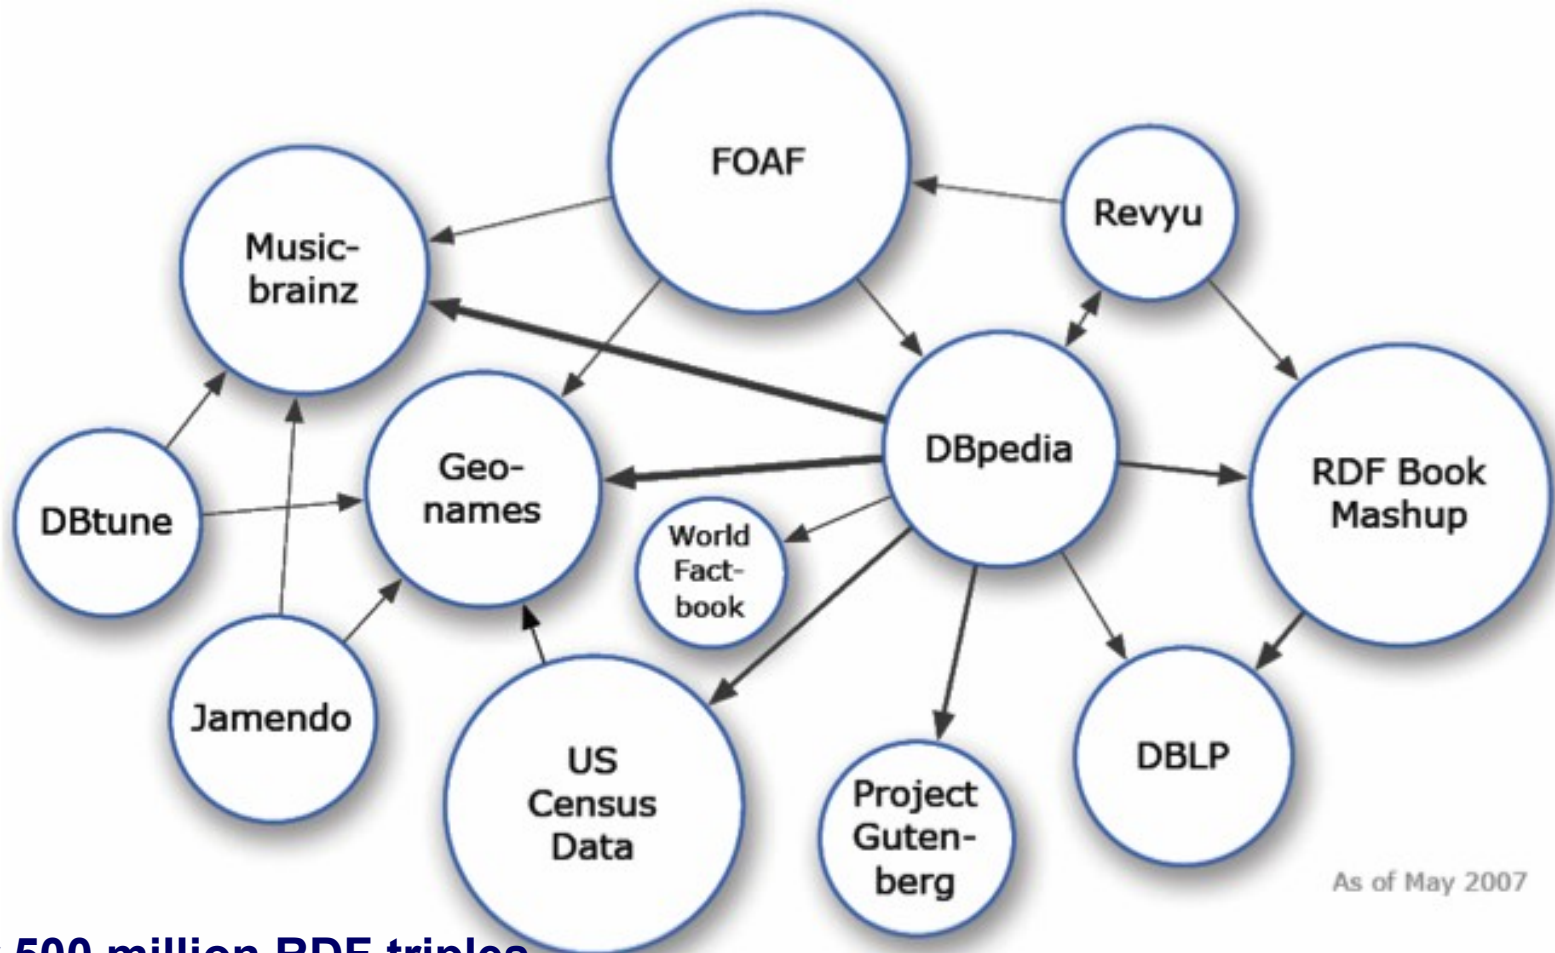 FOAF
Revyu
Music-
brainz
DBpedia
Geo-
names
RDF Book
Mashup
DBtune
World
Fact-
book
Jamendo
US
Census
Data
Project
Guten-
berg
DBLP
As of May 2007
500 million RDF triples